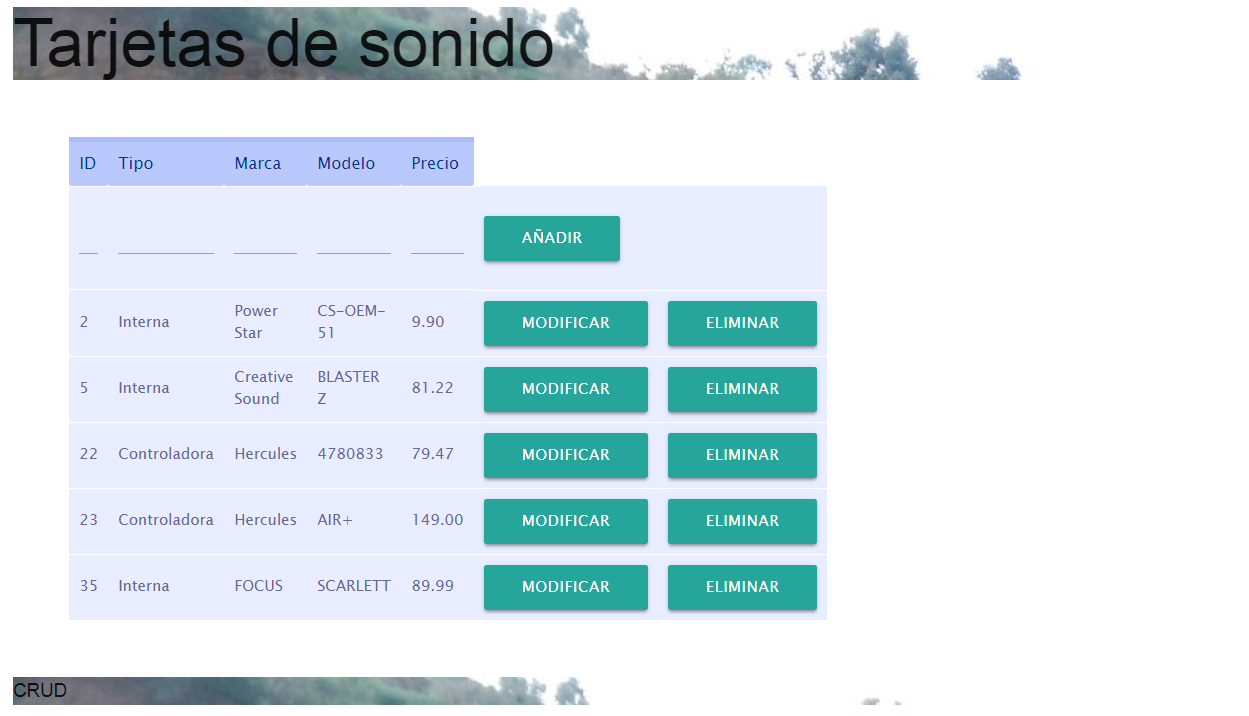 Tarjetas de sonido
ID Tipo Marca Modelo Precio
AÑADIR
2 Interna Power Star CS-OEM-51 9.90 MODIFICAR ELIMINAR
5 Interna Creative Sound BLASTER Z 81.22 MODIFICAR ELIMINAR
22 Controladora Hercules 4780833 79.47 MODIFICAR ELIMINAR
23 Controladora Hercules AIR+ 149.00 MODIFICAR ELIMINAR
35 Interna FOCUS SCARLETT 89.99 MODIFICAR ELIMINAR
CRUD